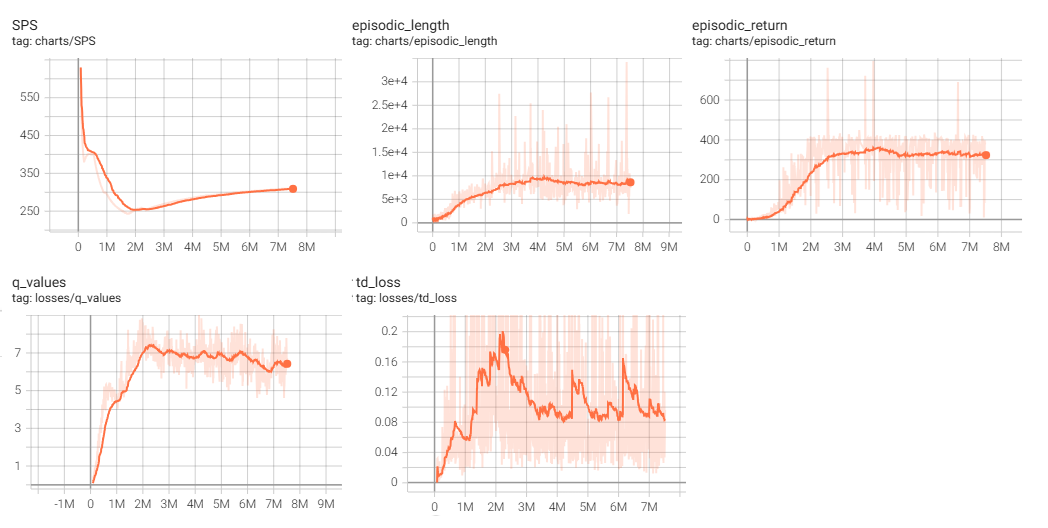 SPS
tag: charts/SPS
550
450
350
250
0 1M 2M 3M 4M 5M 6M 7M 8M
episodic_length
tag: charts/episodic_length
3e+4
2.5e+4
2e+4
1.5e+4
1e+4
5e+3
0
0 1M 2M 3M 4M 5M 6M 7M 8M 9M
episodic_return
tag: charts/episodic_return
600
400
200
0
0 1M 2M 3M 4M 5M 6M 7M 8M
q_values
tag: losses/q_values
7
5
3
1
-1M 0 1M 2M 3M 4M 5M 6M 7M 8M 9M
td_loss
tag: losses/td_loss
0.2
0.16
0.12
0.08
0.04
0
0 1M 2M 3M 4M 5M 6M 7M